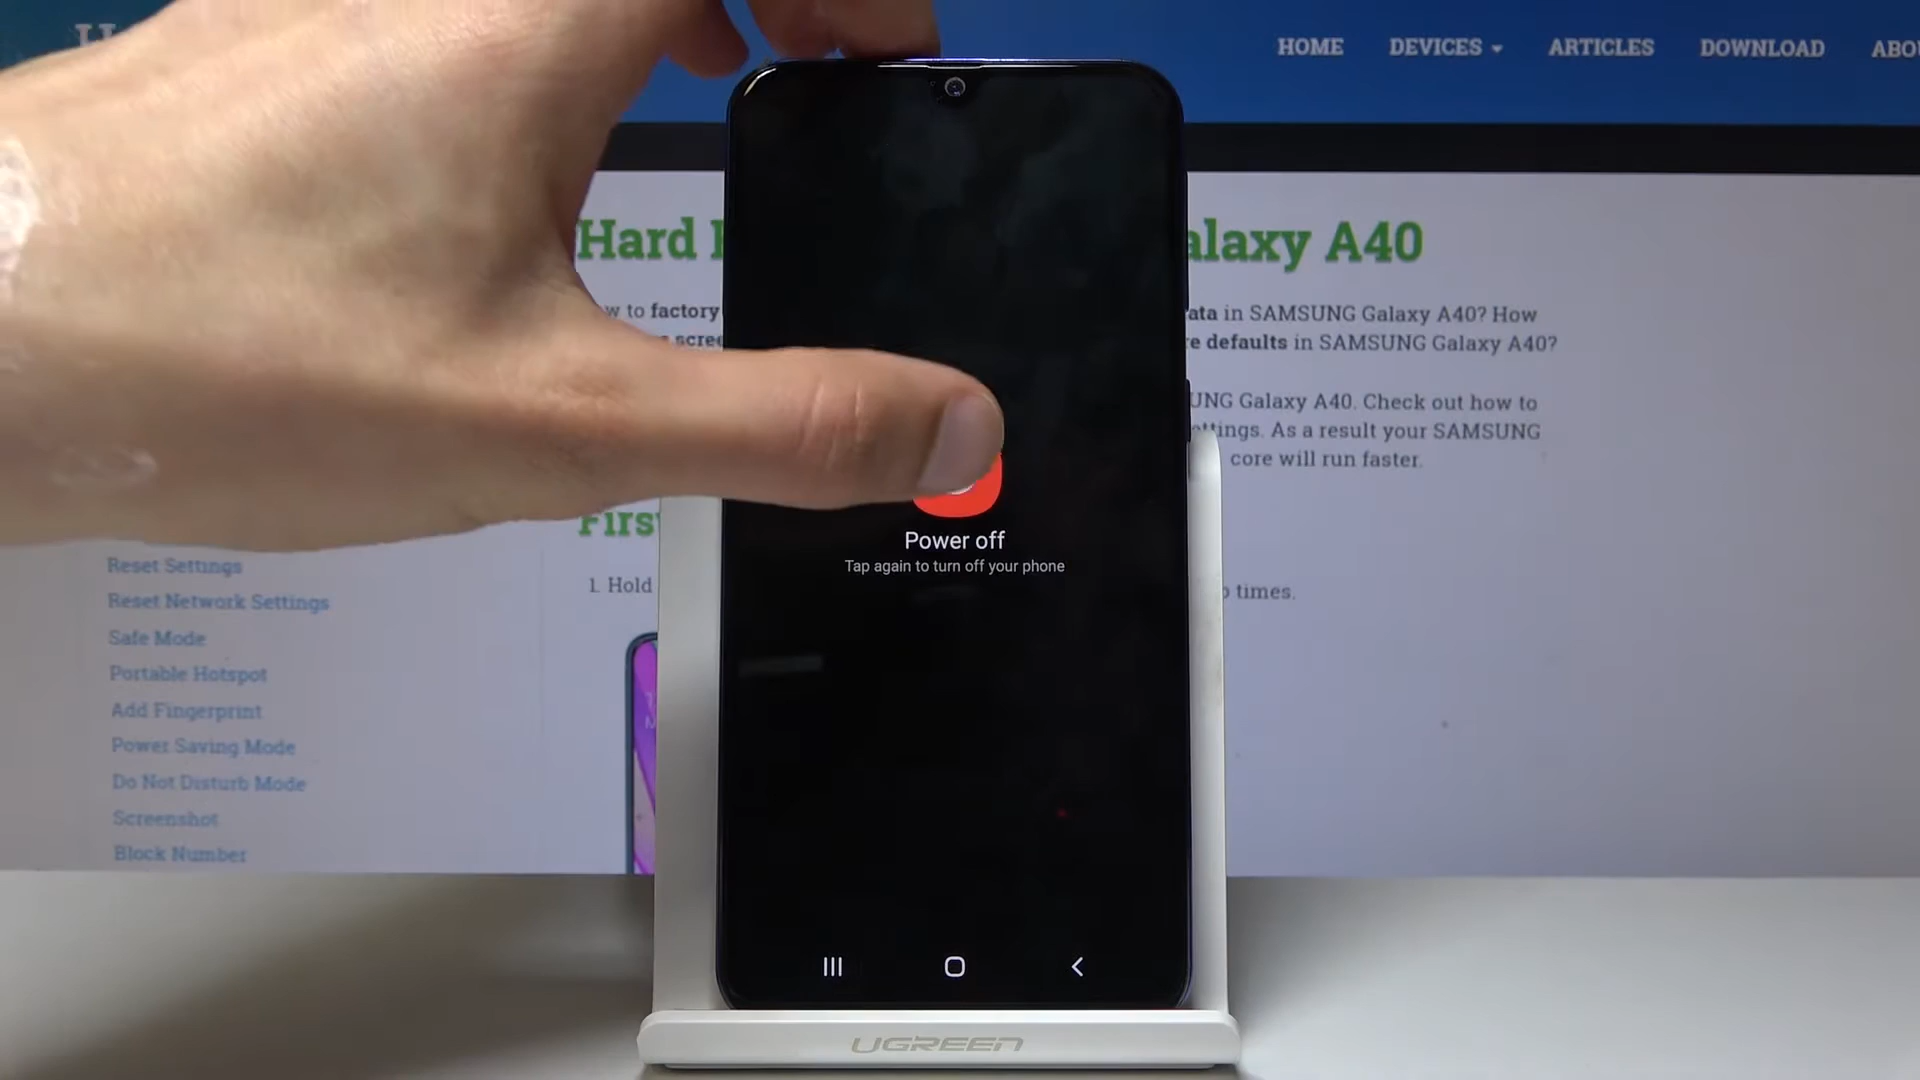 HOME DEVICES ARTICLES DOWNLOAD
Hard
alaxy A40
to factory
ata in SAMSUNG Galaxy A40? How
defaults in SAMSUNG Galaxy A40?
Galaxy A40. Check out how to
As a result your SAMSUNG
core will run faster.
Power off
Tap again to turn off your phone
1. Hold
times.
Reset Settings
Reset Network Settings
Safe Mode
Portable Hotspot
Add Fingerprint
Power Saving Mode
Do Not Disturb Mode
Screenshot
Block Number
UGREEN